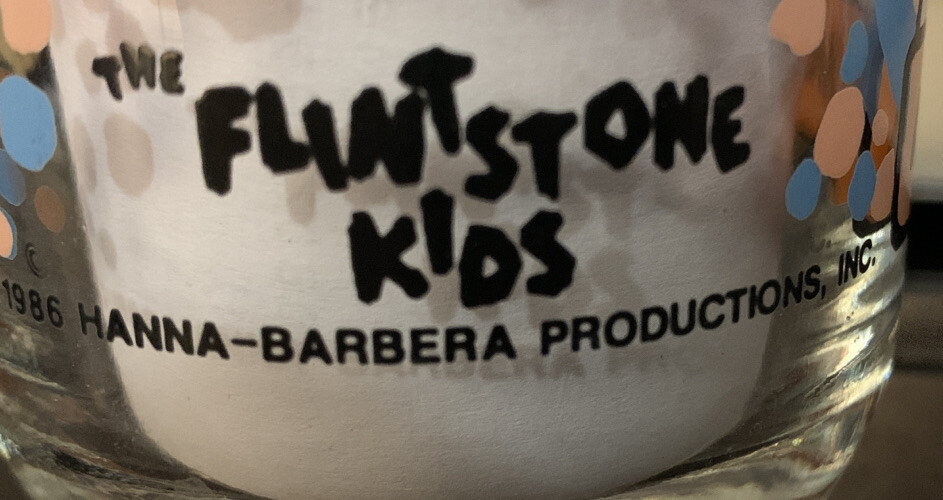 THE
FLINTSTONE
KIDS
©
1986 HANNA-BARBERA PRODUCTIONS, INC.